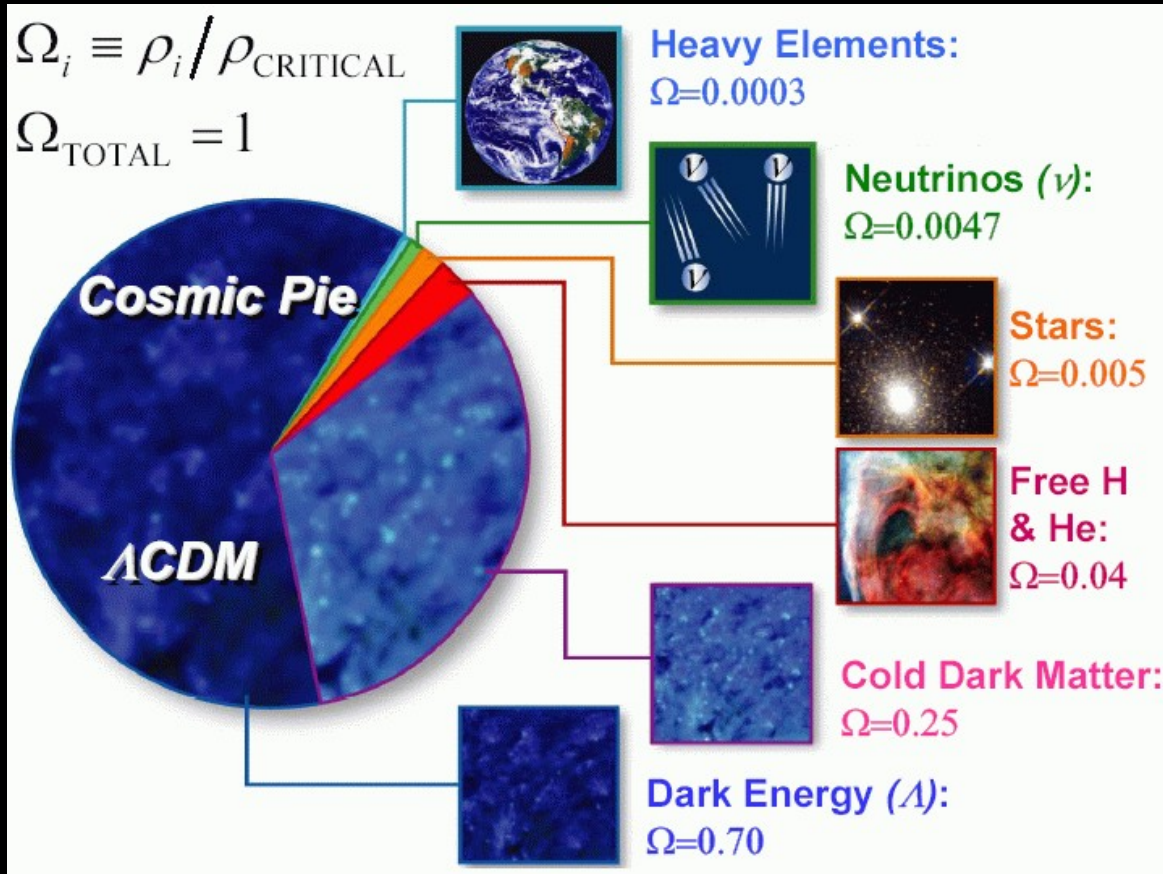 Ωᵢ ≡ ρᵢ/ρCRITICAL
ΩTOTAL = 1
Heavy Elements:
Ω=0.0003
ν
ν
ν
Neutrinos (ν):
Ω=0.0047
Cosmic Pie
Stars:
Ω=0.005
Free H
& He:
Ω=0.04
ΛCDM
Cold Dark Matter:
Ω=0.25
Dark Energy (Λ):
Ω=0.70